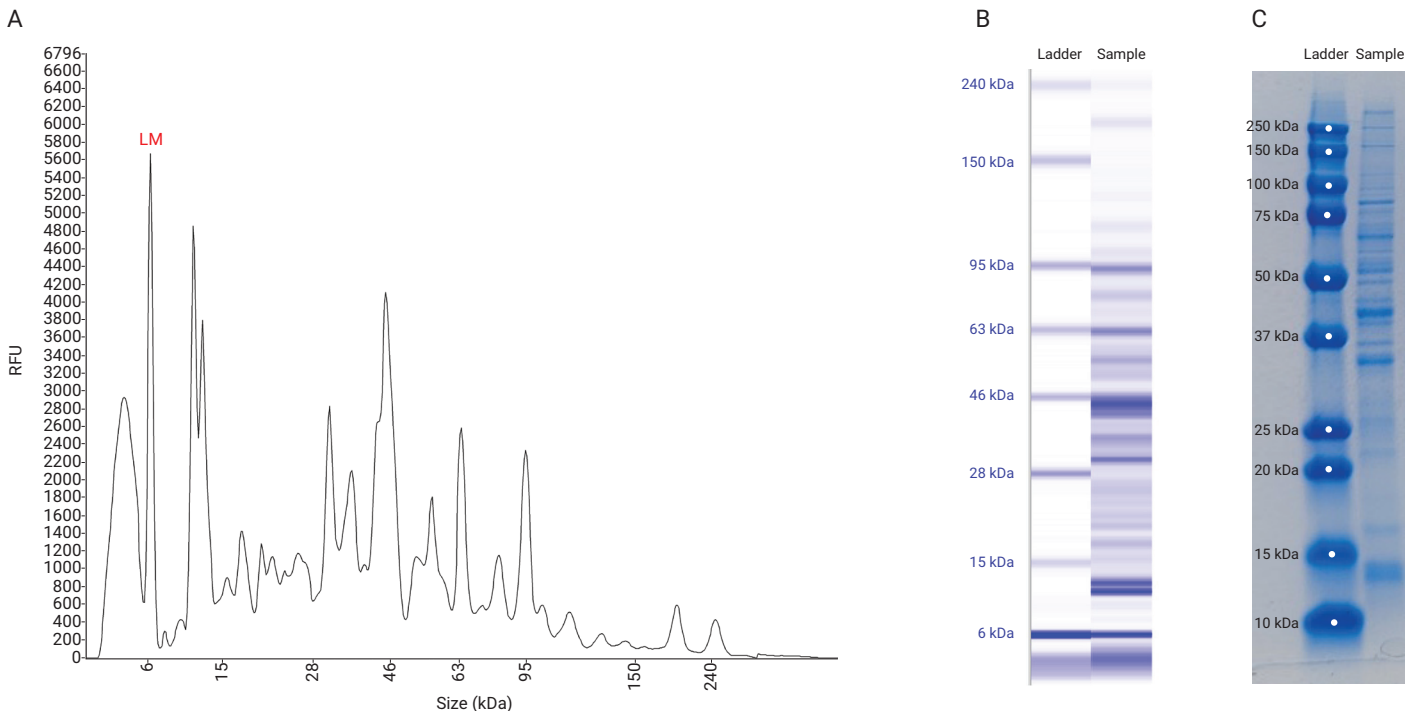 A
6796
6600
6400
6200
6000
5800
5600
5400
5200
5000
4800
4600
4400
4200
4000
3800
3600
3400
3200
3000
2800
2600
2400
2200
2000
1800
1600
1400
1200
1000
800
600
400
200
0
RFU
LM
6
15
28
46
63
95
150
240
Size (kDa)
B
Ladder Sample
240 kDa
150 kDa
95 kDa
63 kDa
46 kDa
28 kDa
15 kDa
6 kDa
C
Ladder Sample
250 kDa
150 kDa
100 kDa
75 kDa
50 kDa
37 kDa
25 kDa
20 kDa
15 kDa
10 kDa